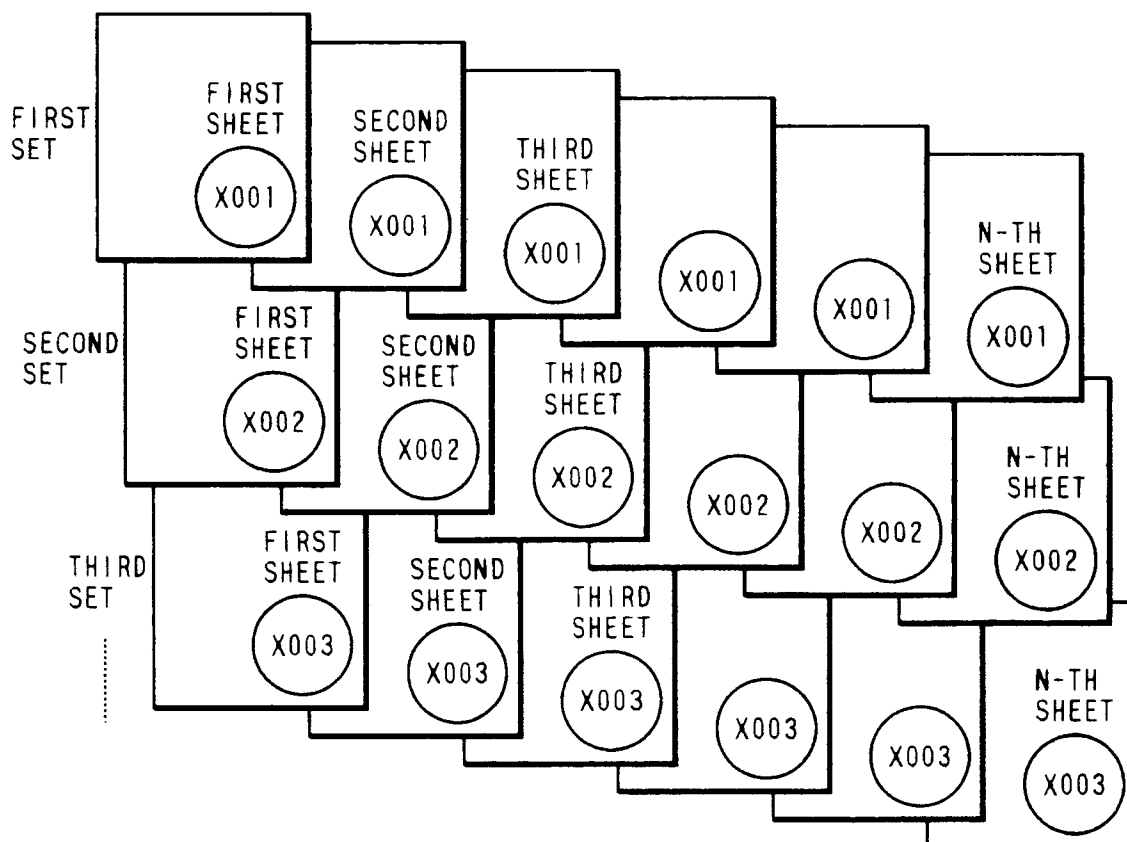 FIRST
SET
FIRST
SHEET
X001
SECOND
SHEET
X001
THIRD
SHEET
X001
X001
X001
N-TH
SHEET
X001
SECOND
SET
FIRST
SHEET
X002
SECOND
SHEET
X002
THIRD
SHEET
X002
X002
X002
N-TH
SHEET
X002
THIRD
SET
FIRST
SHEET
X003
SECOND
SHEET
X003
THIRD
SHEET
X003
X003
X003
N-TH
SHEET
X003